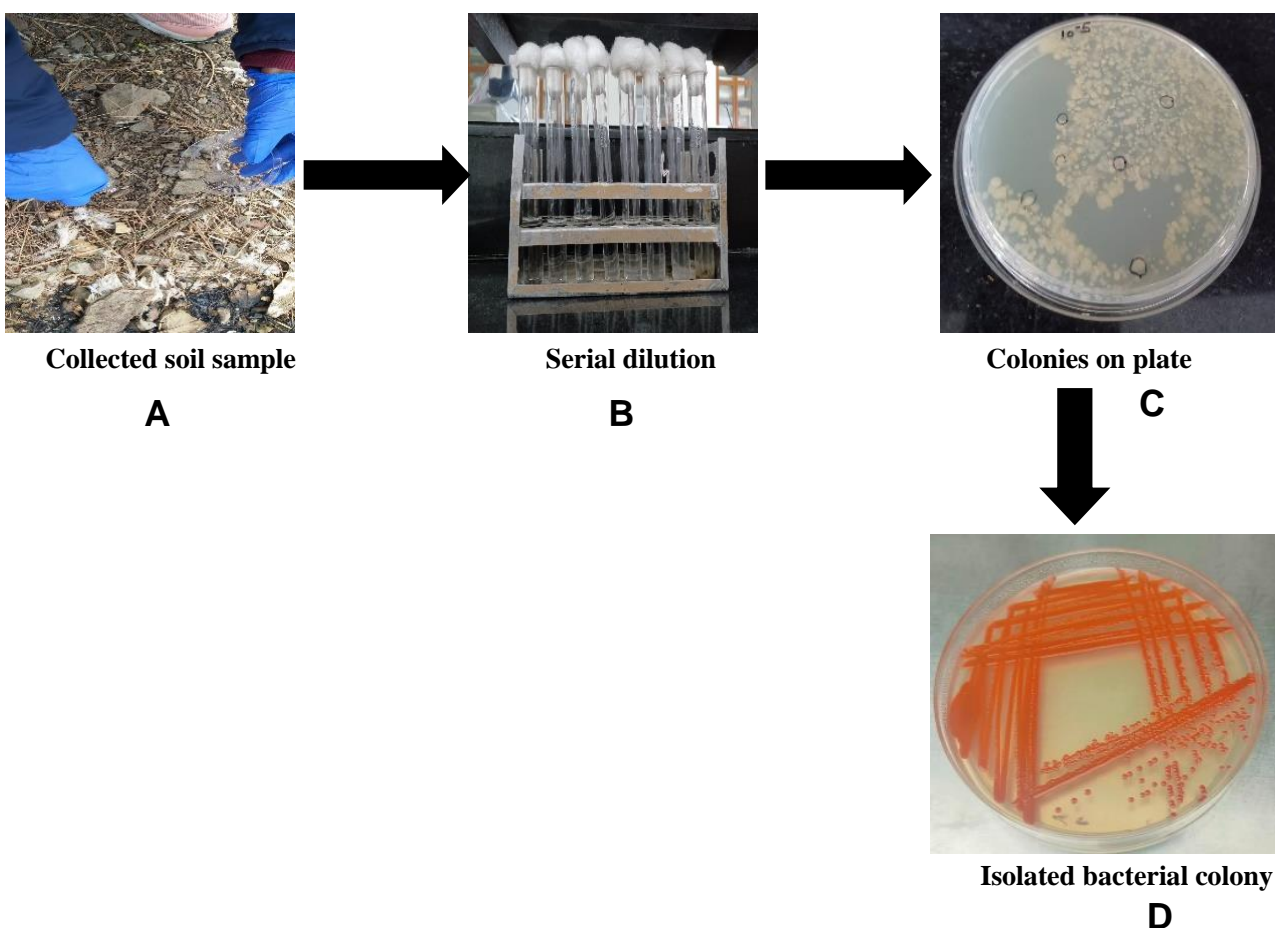 10-5
Collected soil sample
Serial dilution
Colonies on plate
A
B
C
Isolated bacterial colony
D